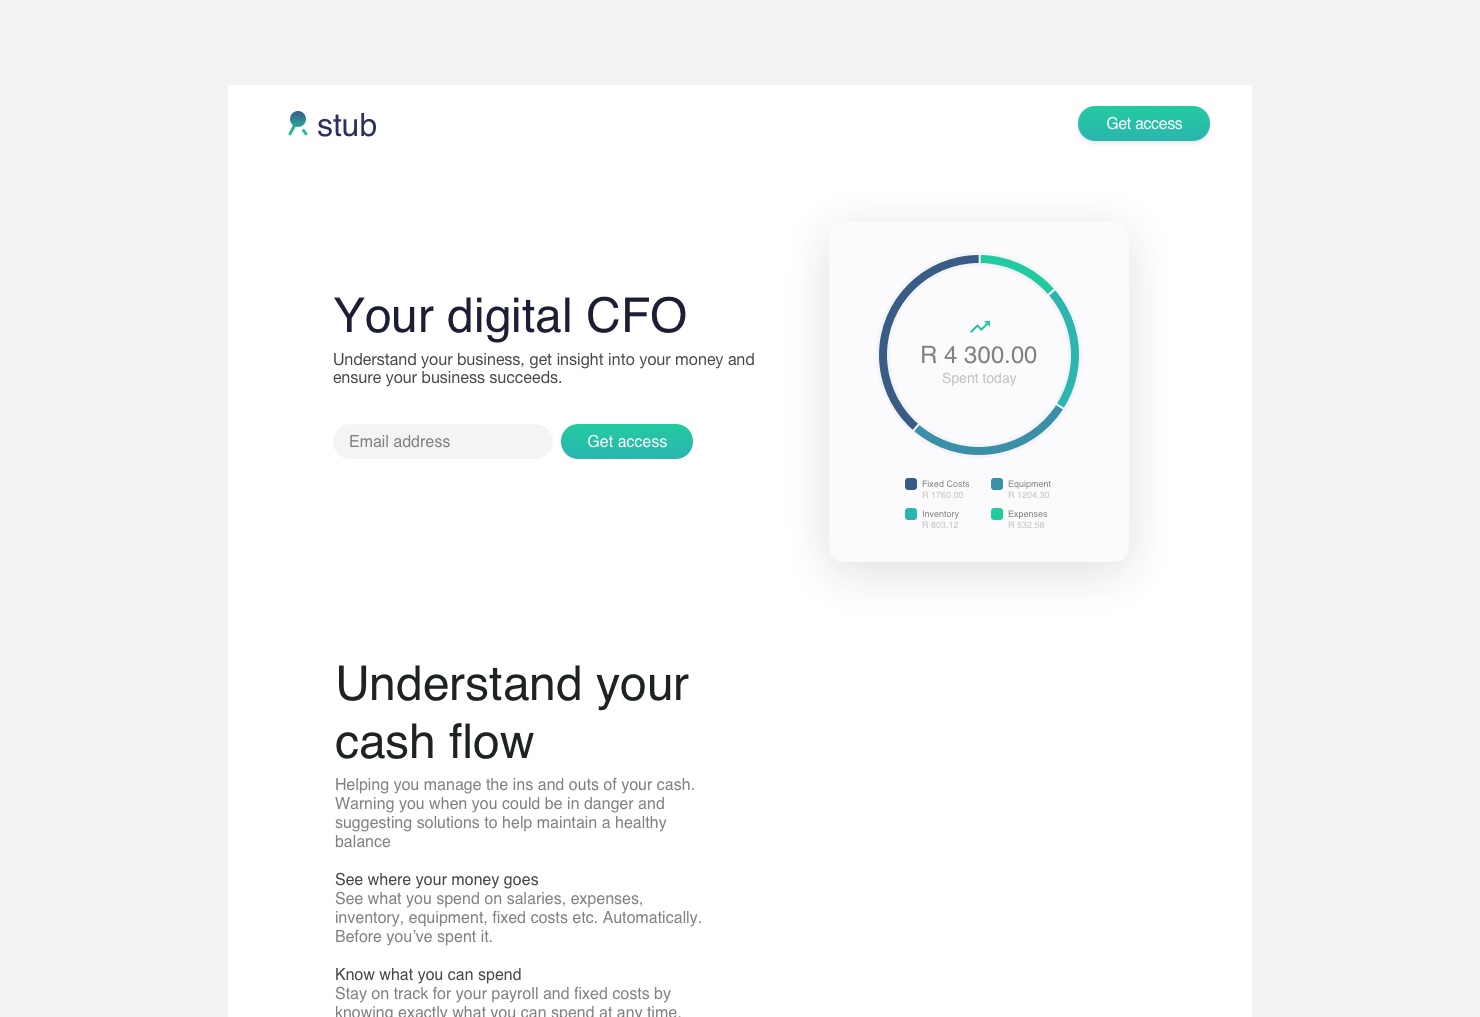 stub
Get access
Your digital CFO
Understand your business, get insight into your money and
ensure your business succeeds.
Email address
Get access
R 4 300.00
Spent today
Fixed Costs
R 1760.00
Equipment
R 1204.30
Inventory
R 803.12
Expenses
R 532.58
Understand your
cash flow
Helping you manage the ins and outs of your cash.
Warning you when you could be in danger and
suggesting solutions to help maintain a healthy
balance
See where your money goes
See what you spend on salaries, expenses,
inventory, equipment, fixed costs etc. Automatically.
Before you’ve spent it.
Know what you can spend
Stay on track for your payroll and fixed costs by
knowing exactly what you can spend at any time.